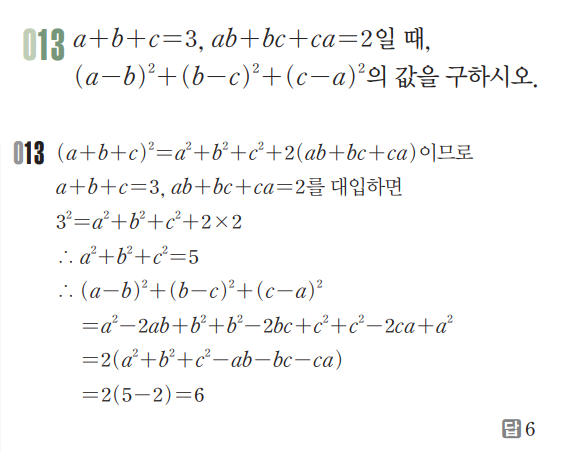 013 a+b+c=3, ab+bc+ca=2일 때,
(a-b)²+(b-c)²+(c-a)²의 값을 구하시오.
013 (a+b+c)²=a²+b²+c²+2(ab+bc+ca)이므로
a+b+c=3, ab+bc+ca=2를 대입하면
3²=a²+b²+c²+2×2
∴ a²+b²+c²=5
∴ (a-b)²+(b-c)²+(c-a)²
=a²-2ab+b²+b²-2bc+c²+c²-2ca+a²
=2(a²+b²+c²-ab-bc-ca)
=2(5-2)=6
답 6